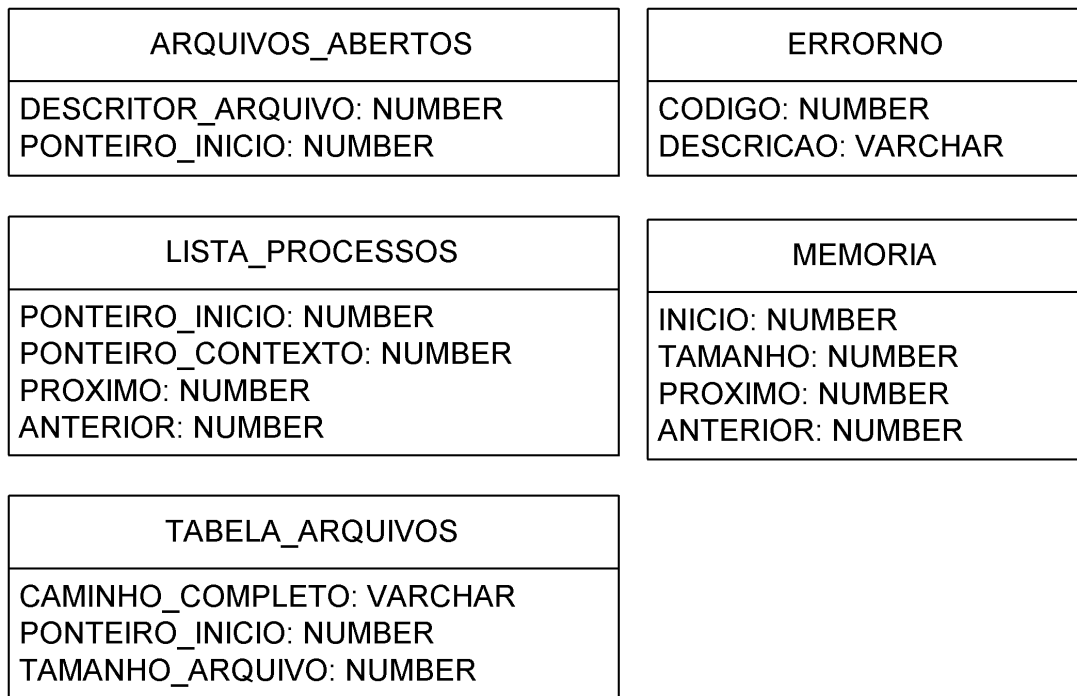 ARQUIVOS_ABERTOS
DESCRITOR_ARQUIVO: NUMBER
PONTEIRO_INICIO: NUMBER
ERRORNO
CODIGO: NUMBER
DESCRICAO: VARCHAR
LISTA_PROCESSOS
PONTEIRO_INICIO: NUMBER
PONTEIRO_CONTEXTO: NUMBER
PROXIMO: NUMBER
ANTERIOR: NUMBER
MEMORIA
INICIO: NUMBER
TAMANHO: NUMBER
PROXIMO: NUMBER
ANTERIOR: NUMBER
TABELA_ARQUIVOS
CAMINHO_COMPLETO: VARCHAR
PONTEIRO_INICIO: NUMBER
TAMANHO_ARQUIVO: NUMBER